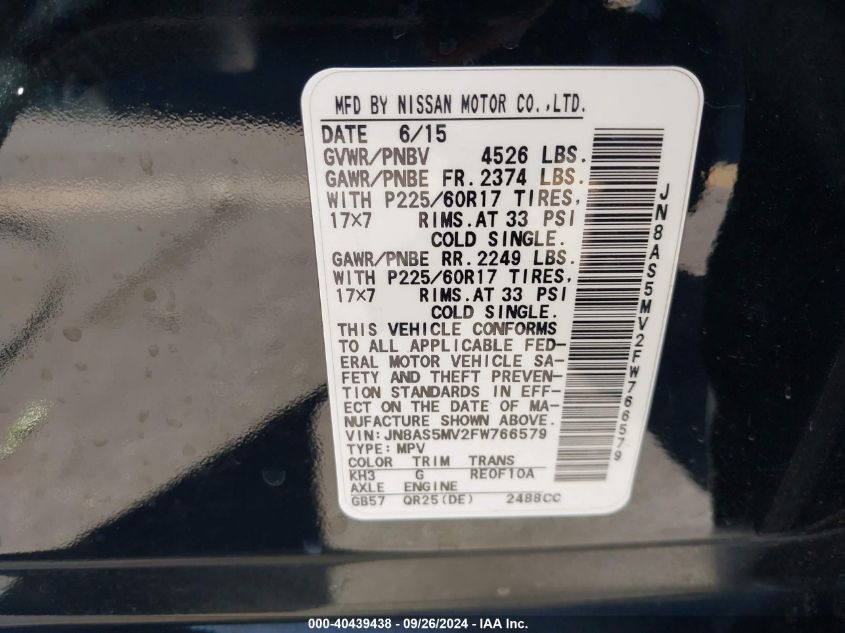 MFD BY NISSAN MOTOR CO.,LTD.
DATE 6/15
GVWR/PNBV 4526 LBS.
GAWR/PNBE FR.2374 LBS.
WITH P225/60R17 TIRES,
17×7 RIMS.AT 33 PSI
COLD SINGLE.
GAWR/PNBE RR.2249 LBS.
WITH P225/60R17 TIRES,
17×7 RIMS.AT 33 PSI
COLD SINGLE.
THIS VEHICLE CONFORMS
TO ALL APPLICABLE FED-
ERAL MOTOR VEHICLE SA-
FETY AND THEFT PREVEN-
TION STANDARDS IN EFF-
ECT ON THE DATE OF MA-
NUFACTURE SHOWN ABOVE.
VIN: JN8AS5MV2FW766579
TYPE: MPV
COLOR TRIM TRANS
KH3 G RE0F10A
AXLE ENGINE
GB57 QR25(DE) 2488CC
JN8AS5MV2FW766579
000-40439438 - 09/26/2024 - IAA Inc.